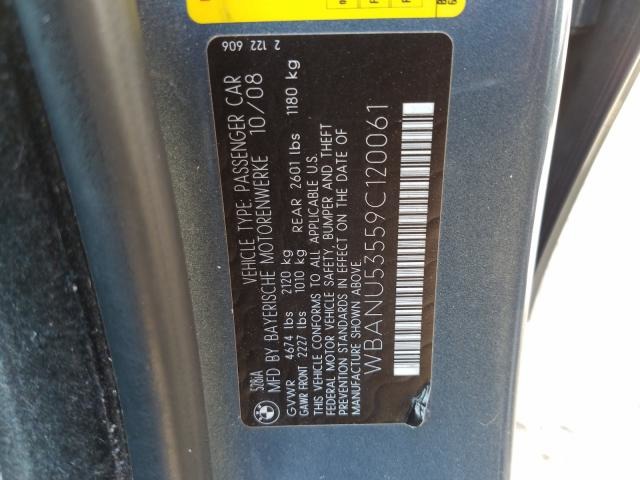 2 122 606
VEHICLE TYPE: PASSENGER CAR
528iA
MFD BY BAYERISCHE MOTORENWERKE 10/08
GVWR 4674 lbs 2120 kg
GAWR FRONT 2227 lbs 1010 kg REAR 2601 lbs 1180 kg
THIS VEHICLE CONFORMS TO ALL APPLICABLE U.S.
FEDERAL MOTOR VEHICLE SAFETY, BUMPER AND THEFT
PREVENTION STANDARDS IN EFFECT ON THE DATE OF
MANUFACTURE SHOWN ABOVE.
WBANU53559C120061